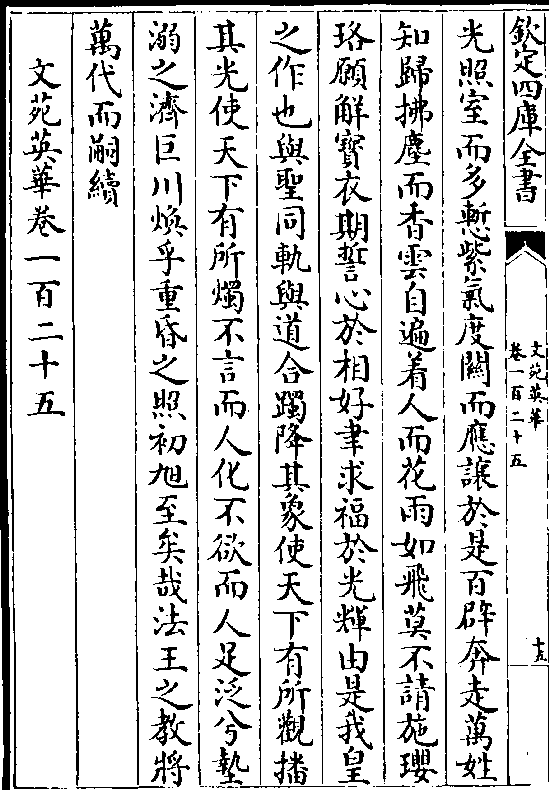 欽定四庫全書
文苑英華
卷一百二十五
十五
光照室而多慙紫氣度關而應讓於是百辟奔走萬姓
知歸拂塵而香雲自遍着人而花雨如飛莫不請施瓔
珞願解寶衣期誓心於相好聿求福於光輝由是我皇
之作也與聖同軌與道合躅降其象使天下有所觀播
其光使天下有所燭不言而人化不欲而人足泛兮墊
溺之濟巨川煥乎重昏之照初旭至矣哉法王之教將
萬代而嗣續
文苑英華卷一百二十五